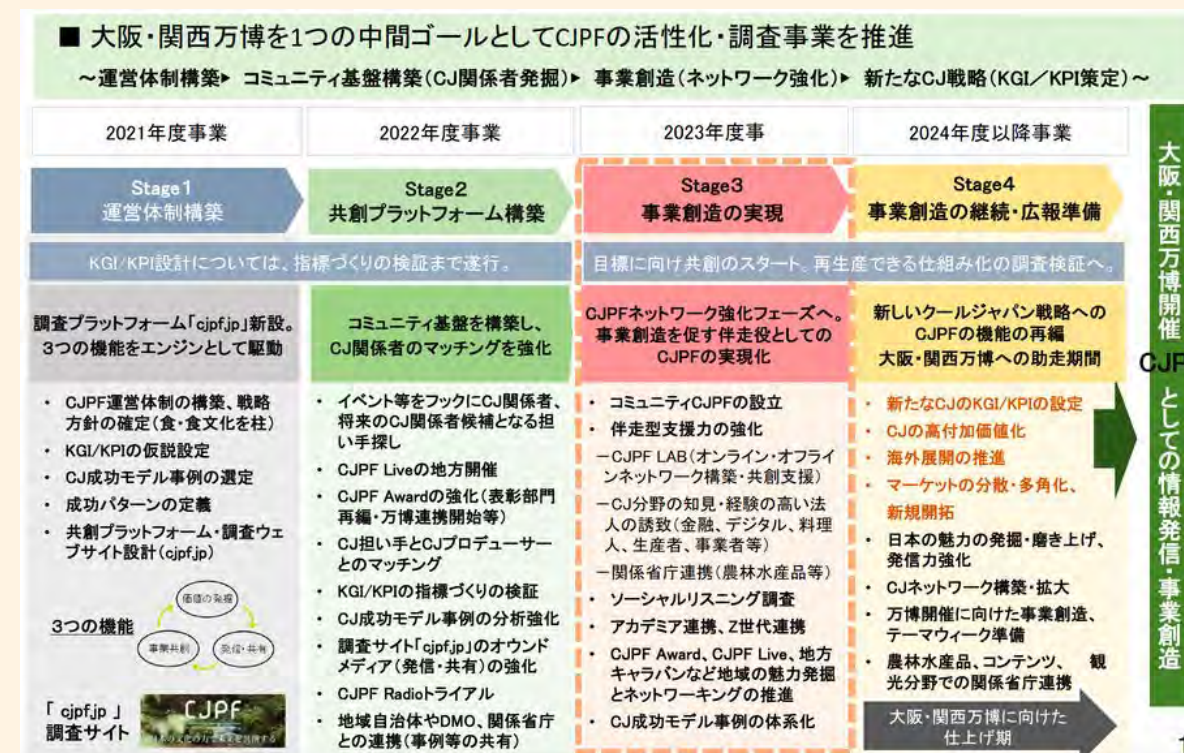 ■ 大阪・関西万博を1つの中間ゴールとしてCJPFの活性化・調査事業を推進
～運営体制構築▶ コミュニティ基盤構築(CJ関係者発掘)▶ 事業創造(ネットワーク強化)▶ 新たなCJ戦略(KGI／KPI策定)～
2021年度事業
Stage1
運営体制構築
2022年度事業
Stage2
共創プラットフォーム構築
2023年度事
Stage3
事業創造の実現
2024年度以降事業
Stage4
事業創造の継続・広報準備
KGI/KPI設計については、指標づくりの検証まで遂行。
目標に向け共創のスタート。再生産できる仕組み化の調査検証へ。
調査プラットフォーム「cjpf.jp」新設。
3つの機能をエンジンとして駆動
・ CJPF運営体制の構築、戦略
方針の確定(食・食文化を柱)
・ KGI/KPIの仮説設定
・ CJ成功モデル事例の選定
・ 成功パターンの定義
・ 共創プラットフォーム・調査ウェ
ブサイト設計(cjpf.jp)
3つの機能
価値の発掘
事業共創
発信・共有
「 cjpf.jp 」
調査サイト
CJPF
コミュニティ基盤を構築し、
CJ関係者のマッチングを強化
・ イベント等をフックにCJ関係者、
将来のCJ関係者候補となる担
い手探し
・ CJPF Liveの地方開催
・ CJPF Awardの強化(表彰部門
再編・万博連携開始等)
・ CJ担い手とCJプロデューサー
とのマッチング
・ KGI/KPIの指標づくりの検証
・ CJ成功モデル事例の分析強化
・ 調査サイト「cjpf.jp」のオウンド
メディア(発信・共有)の強化
・ CJPF Radioトライアル
・ 地域自治体やDMO、関係省庁
との連携(事例等の共有)
CJPFネットワーク強化フェーズへ。
事業創造を促す伴走役としての
CJPFの実現化
・ コミュニティCJPFの設立
・ 伴走型支援力の強化
－CJPF LAB(オンライン・オフライ
ンネットワーク構築・共創支援)
－CJ分野の知見・経験の高い法
人の誘致(金融、デジタル、料理
人、生産者、事業者等)
－関係省庁連携(農林水産品等)
・ ソーシャルリスニング調査
・ アカデミア連携、Z世代連携
・ CJPF Award、CJPF Live、地方
キャラバンなど地域の魅力発掘
とネットワーキングの推進
・ CJ成功モデル事例の体系化
新しいクールジャパン戦略への
CJPFの機能の再編
大阪・関西万博への助走期間
・ 新たなCJのKGI/KPIの設定
・ CJの高付加価値化
・ 海外展開の推進
・ マーケットの分散・多角化、
新規開拓
・ 日本の魅力の発掘・磨き上げ、
発信力強化
・ CJネットワーク構築・拡大
・ 万博開催に向けた事業創造、
テーマウィーク準備
・ 農林水産品、コンテンツ、 観
光分野での関係省庁連携
大阪・関西万博に向けた
仕上げ期
大阪・関西万博開催
CJP
としての情報発信・事業創造